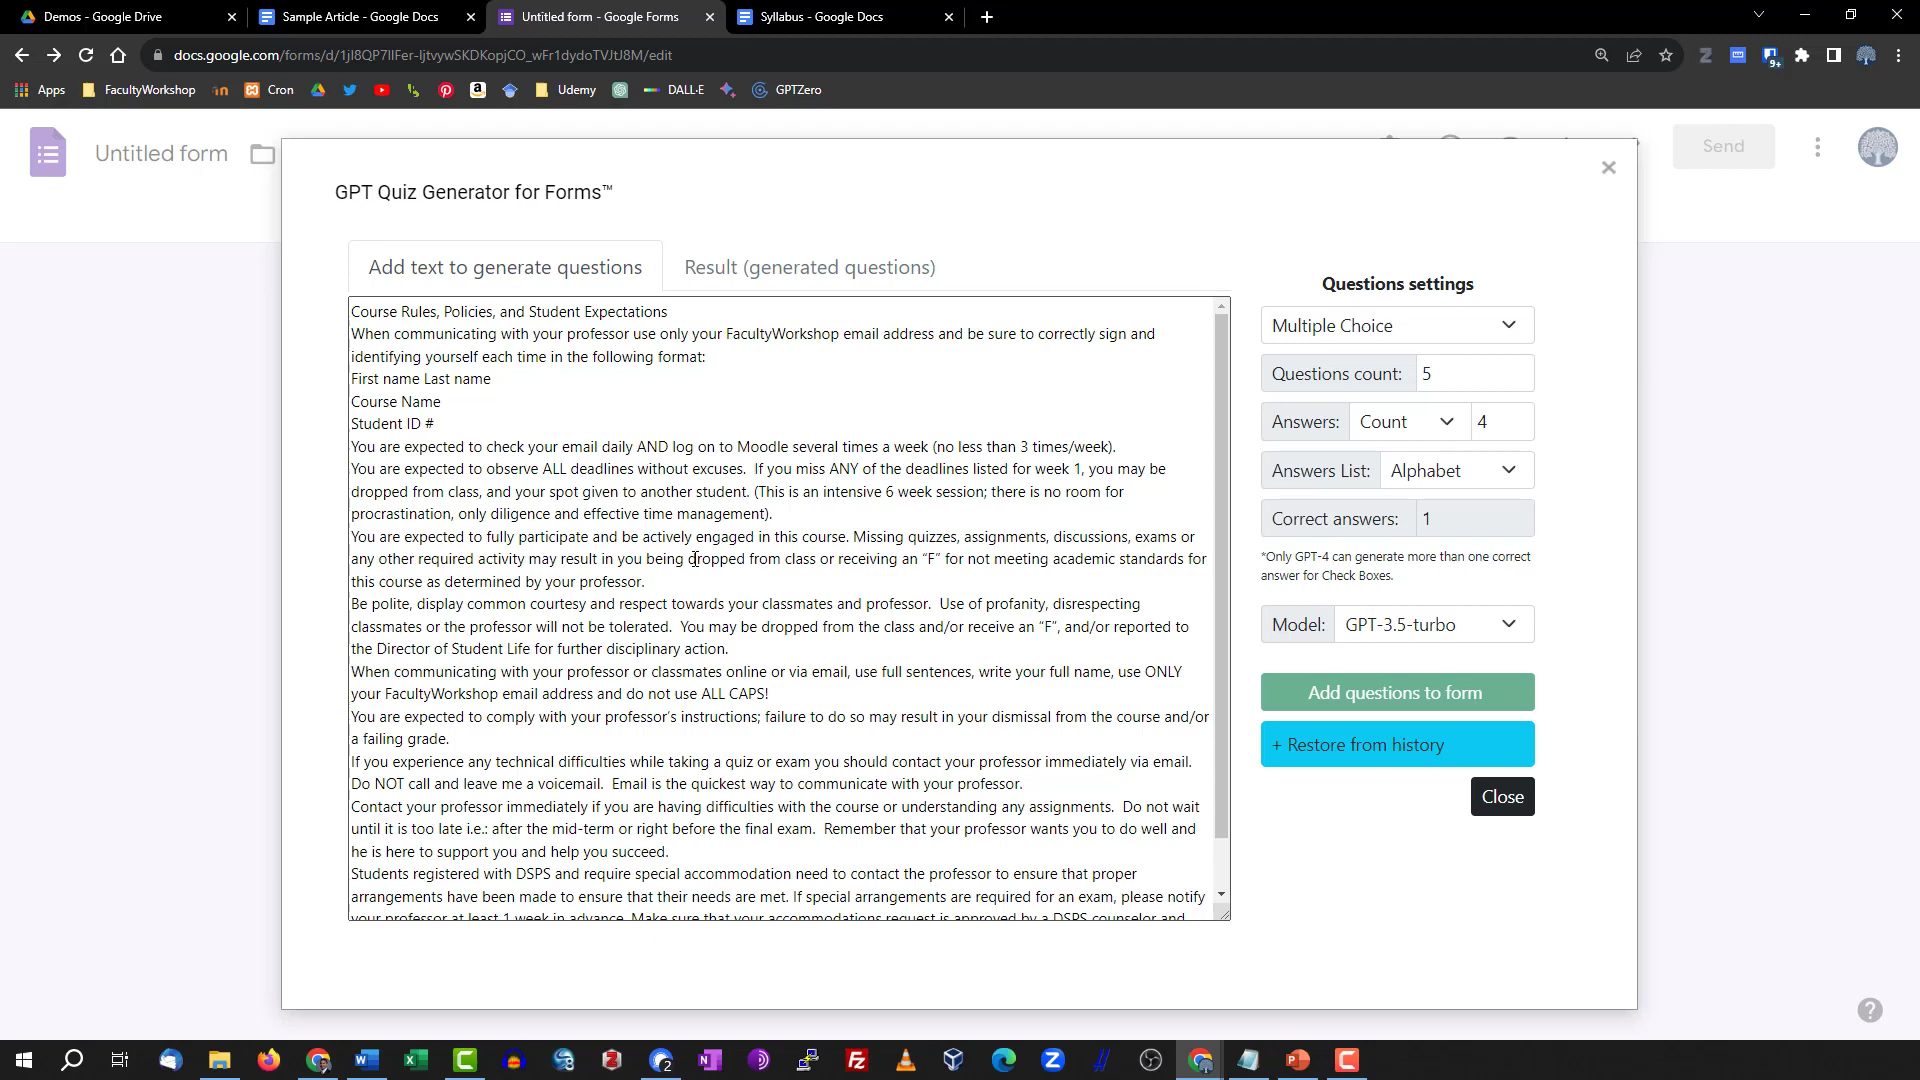 Demos - Google Drive
Sample Article - Google Docs
Untitled form - Google Forms
Syllabus - Google Docs
docs.google.com/forms/d/1jI8QP7IlFer-ljtvywSKDKopjCO_wFr1dydoTVJtJ8M/edit
9+
Apps
FacultyWorkshop
Cron
Udemy
DALL·E
GPTZero
Untitled form
Send
GPT Quiz Generator for Forms™
Add text to generate questions
Result (generated questions)
Course Rules, Policies, and Student Expectations
When communicating with your professor use only your FacultyWorkshop email address and be sure to correctly sign and
identifying yourself each time in the following format:
First name Last name
Course Name
Student ID #
You are expected to check your email daily AND log on to Moodle several times a week (no less than 3 times/week).
You are expected to observe ALL deadlines without excuses.  If you miss ANY of the deadlines listed for week 1, you may be
dropped from class, and your spot given to another student. (This is an intensive 6 week session; there is no room for
procrastination, only diligence and effective time management).
You are expected to fully participate and be actively engaged in this course. Missing quizzes, assignments, discussions, exams or
any other required activity may result in you being dropped from class or receiving an “F” for not meeting academic standards for
this course as determined by your professor.
Be polite, display common courtesy and respect towards your classmates and professor.  Use of profanity, disrespecting
classmates or the professor will not be tolerated.  You may be dropped from the class and/or receive an “F”, and/or reported to
the Director of Student Life for further disciplinary action.
When communicating with your professor or classmates online or via email, use full sentences, write your full name, use ONLY
your FacultyWorkshop email address and do not use ALL CAPS!
You are expected to comply with your professor’s instructions; failure to do so may result in your dismissal from the course and/or
a failing grade.
If you experience any technical difficulties while taking a quiz or exam you should contact your professor immediately via email.
Do NOT call and leave me a voicemail.  Email is the quickest way to communicate with your professor.
Contact your professor immediately if you are having difficulties with the course or understanding any assignments.  Do not wait
until it is too late i.e.: after the mid-term or right before the final exam.  Remember that your professor wants you to do well and
he is here to support you and help you succeed.
Students registered with DSPS and require special accommodation need to contact the professor to ensure that proper
arrangements have been made to ensure that their needs are met. If special arrangements are required for an exam, please notify
your professor at least 1 week in advance. Make sure that your accommodations request is approved by a DSPS counselor and
Questions settings
Multiple Choice
Questions count: 5
Answers: Count 4
Answers List: Alphabet
Correct answers: 1
*Only GPT-4 can generate more than one correct
answer for Check Boxes.
Model: GPT-3.5-turbo
Add questions to form
+ Restore from history
Close